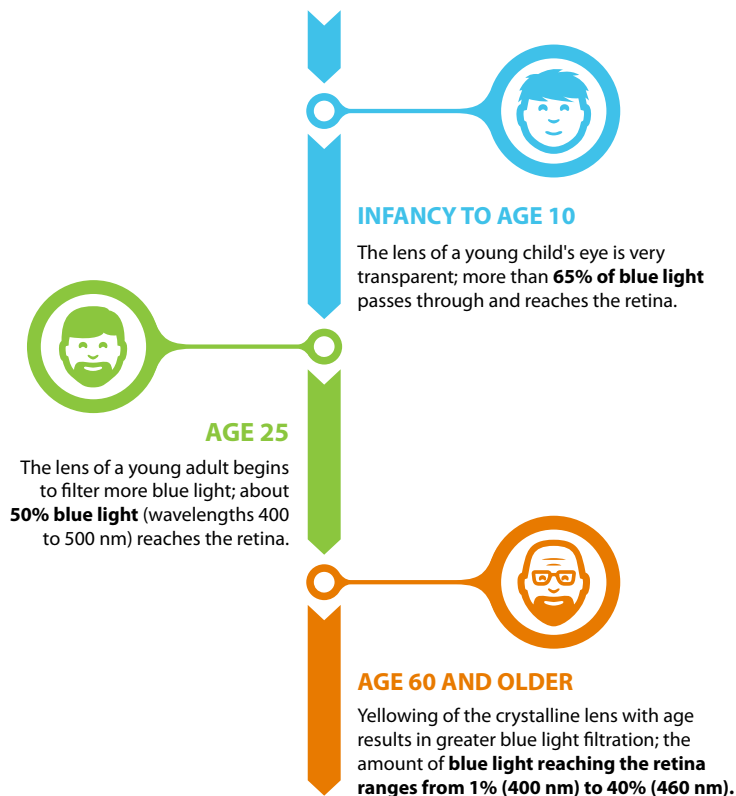 INFANCY TO AGE 10
The lens of a young child's eye is very
transparent; more than 65% of blue light
passes through and reaches the retina.
AGE 25
The lens of a young adult begins
to filter more blue light; about
50% blue light (wavelengths 400
to 500 nm) reaches the retina.
AGE 60 AND OLDER
Yellowing of the crystalline lens with age
results in greater blue light filtration; the
amount of blue light reaching the retina
ranges from 1% (400 nm) to 40% (460 nm).